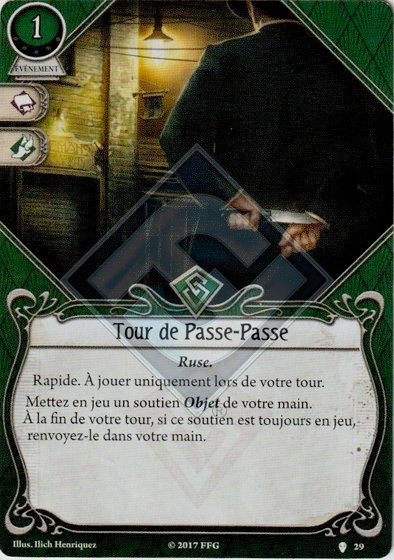 1
ÉVÉNEMENT
Tour de Passe-Passe
Ruse.
Rapide. À jouer uniquement lors de votre tour.
Mettez en jeu un soutien Objet de votre main.
À la fin de votre tour, si ce soutien est toujours en jeu,
renvoyez-le dans votre main.
Illus. Ilich Henriquez
© 2017 FFG
29